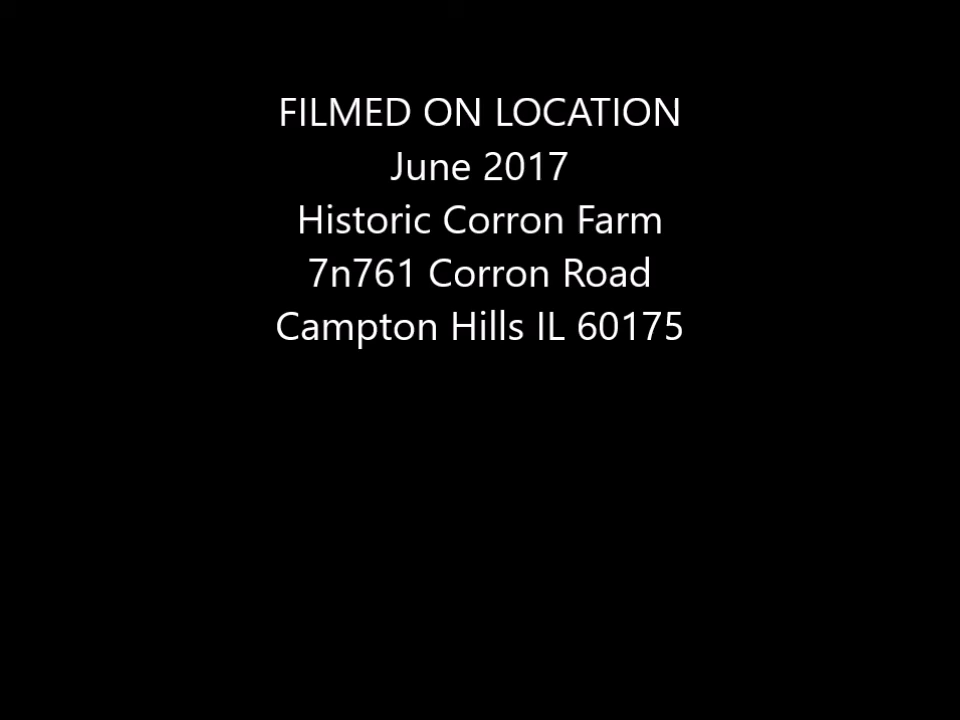 FILMED ON LOCATION
June 2017
Historic Corron Farm
7n761 Corron Road
Campton Hills IL 60175